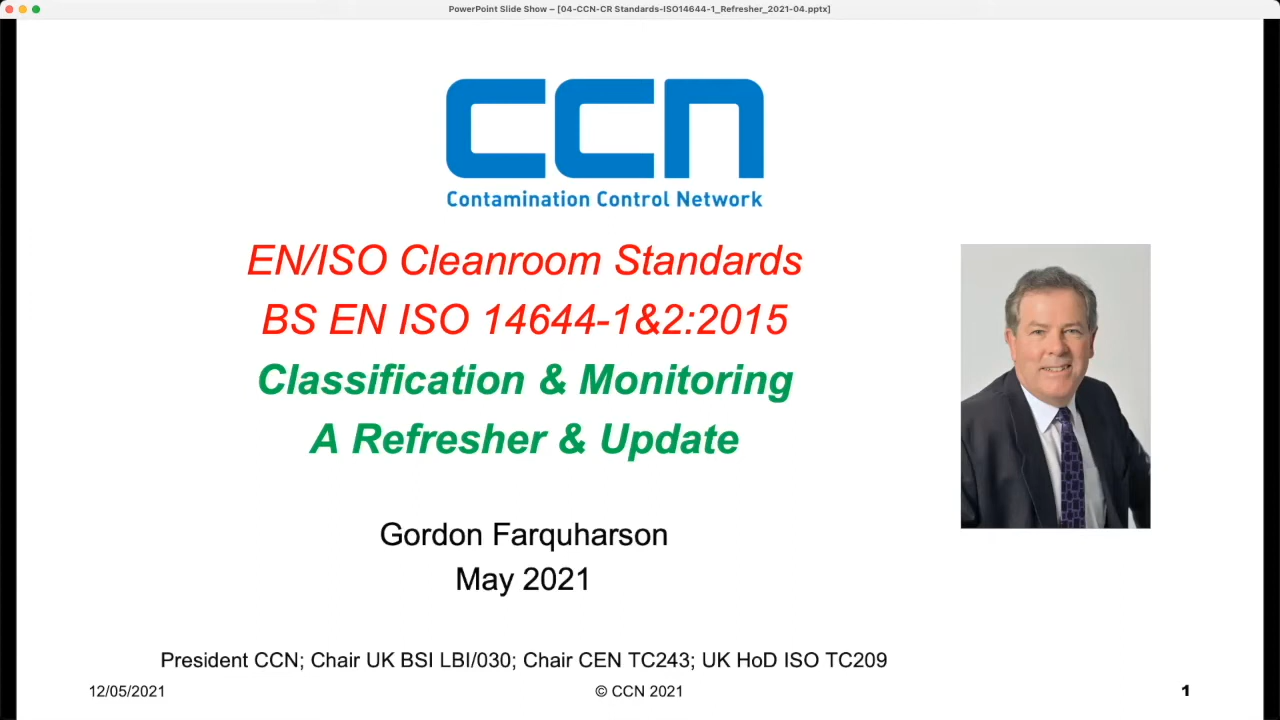 PowerPoint Slide Show – [04-CCN-CR Standards-ISO14644-1_Refresher_2021-04.pptx]
CCN
Contamination Control Network
EN/ISO Cleanroom Standards
BS EN ISO 14644-1&2:2015
Classification & Monitoring
A Refresher & Update
Gordon Farquharson
May 2021
President CCN; Chair UK BSI LBI/030; Chair CEN TC243; UK HoD ISO TC209
12/05/2021
© CCN 2021
1